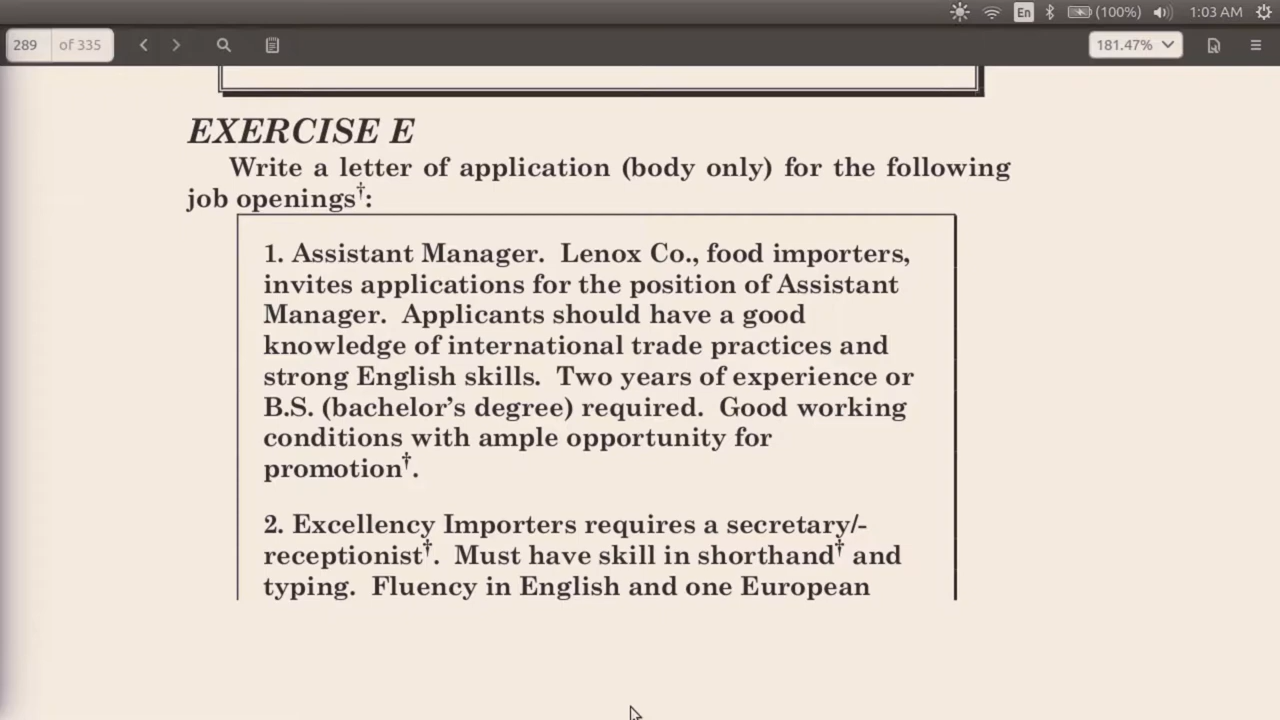 En (100%) 1:03 AM
289 of 335 181.47%
EXERCISE E
Write a letter of application (body only) for the following
job openings†:
1. Assistant Manager. Lenox Co., food importers,
invites applications for the position of Assistant
Manager. Applicants should have a good
knowledge of international trade practices and
strong English skills. Two years of experience or
B.S. (bachelor's degree) required. Good working
conditions with ample opportunity for
promotion†.
2. Excellency Importers requires a secretary/-
receptionist†. Must have skill in shorthand† and
typing. Fluency in English and one European